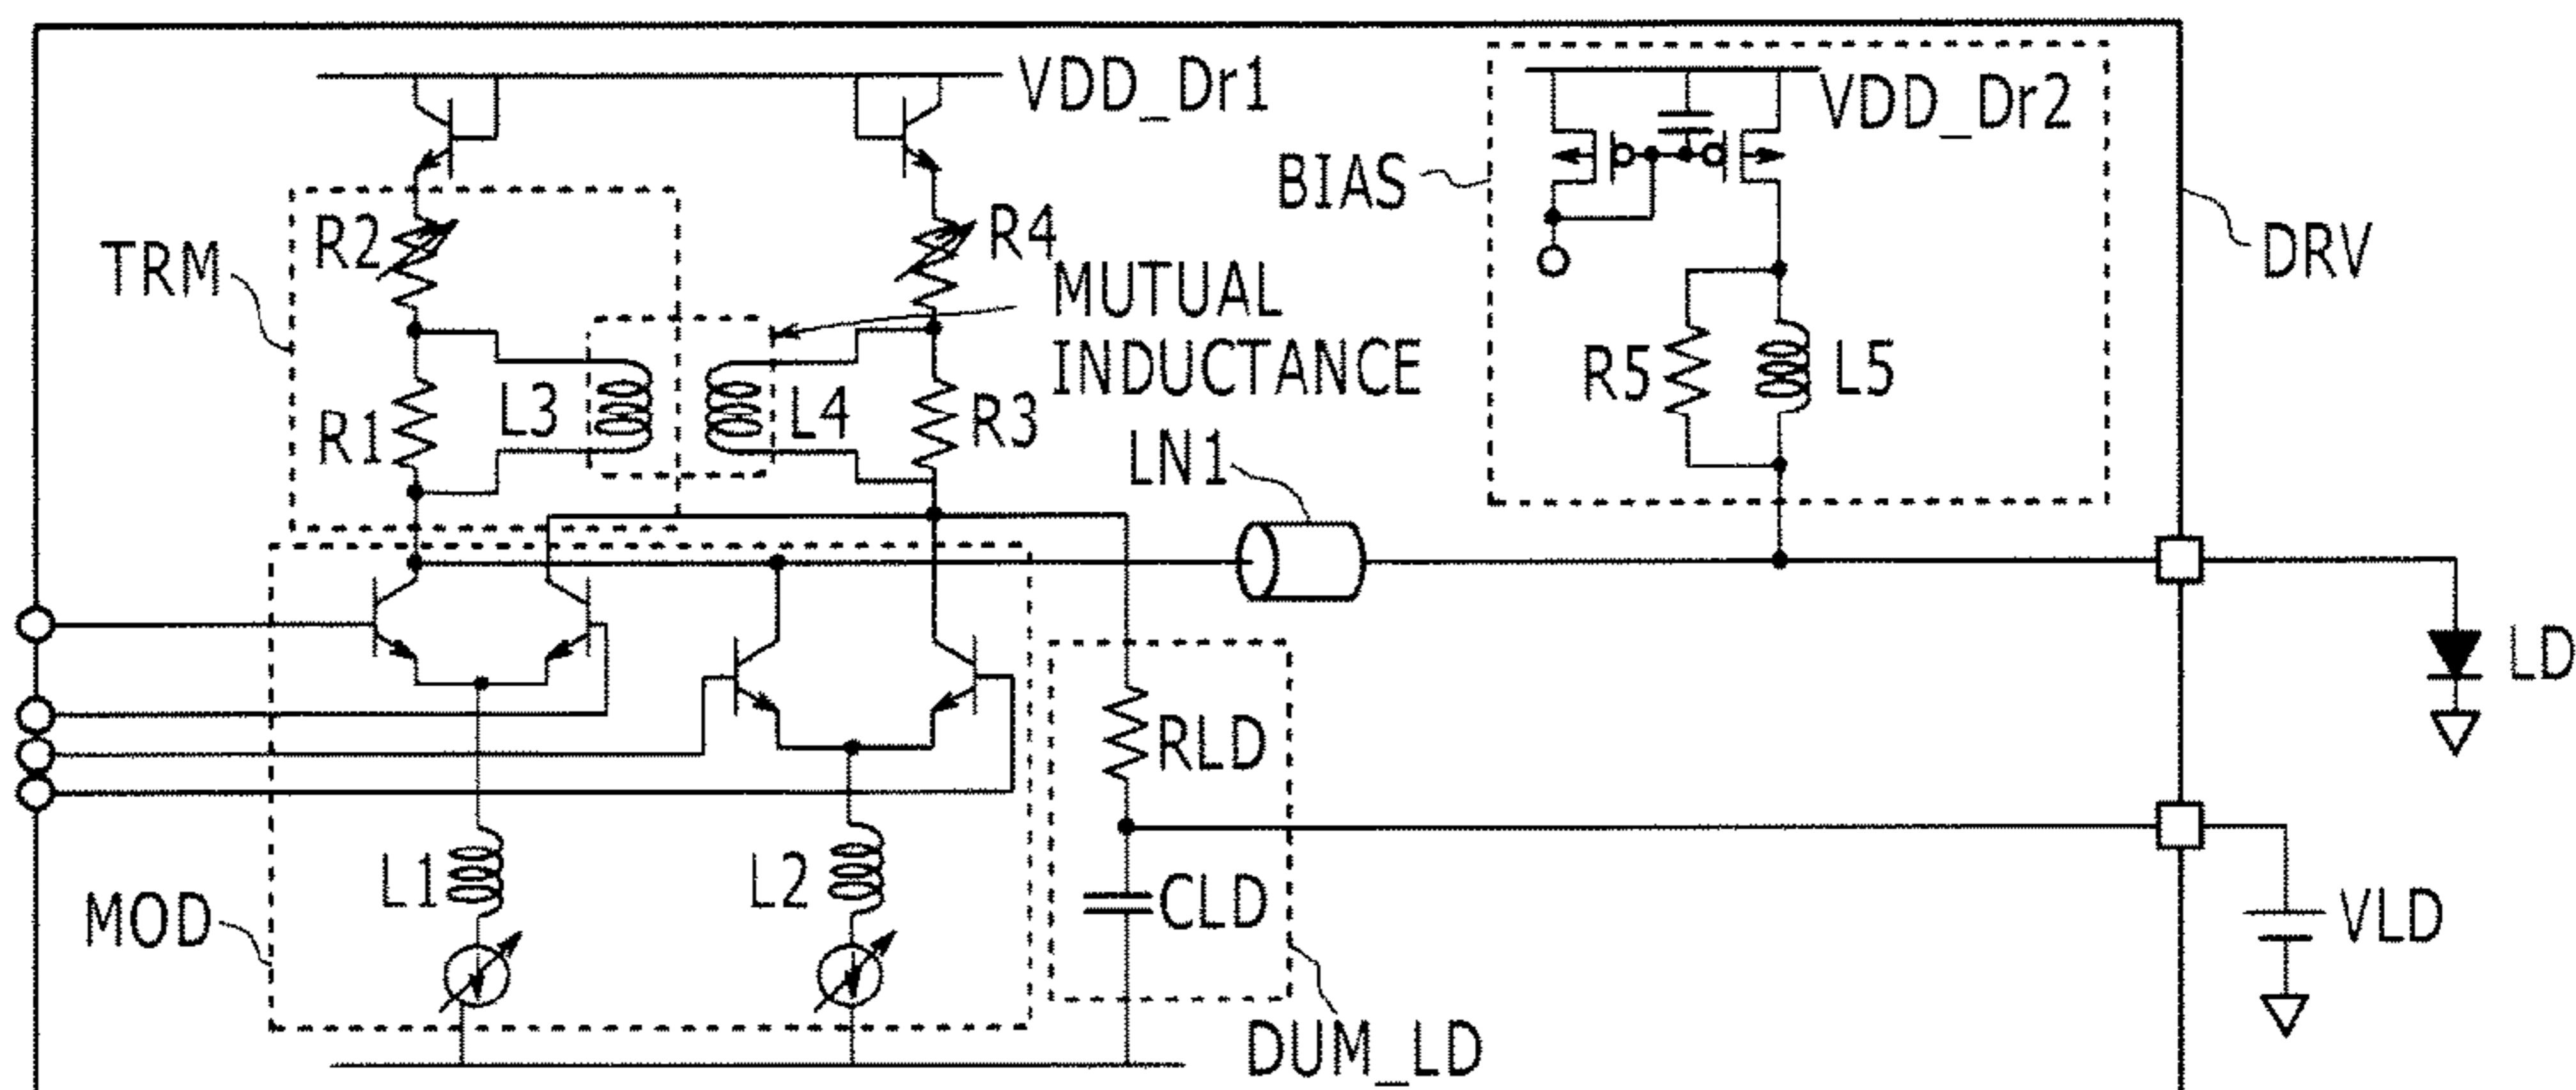 VDD_Dr1
VDD_Dr2
BIAS
R2
R4
TRM
DRV
MUTUAL
INDUCTANCE
R5
L5
L3
L4
R1
R3
LN1
LD
RLD
L1
L2
CLD
MOD
VLD
DUM_LD